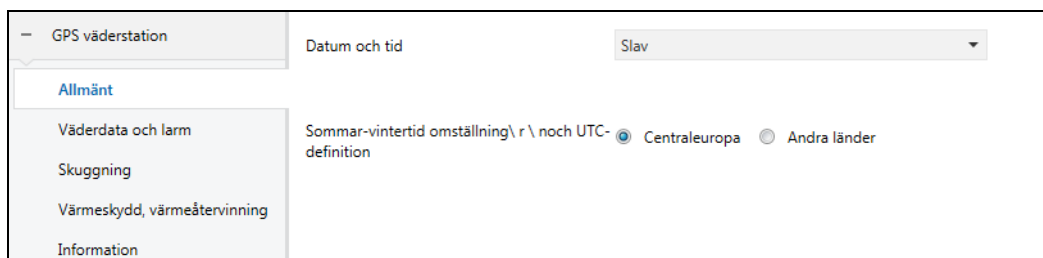 GPS väderstation
Allmänt
Väderdata och larm
Skuggning
Värmeskydd, värmeåtervinning
Information
Datum och tid
Slav
Sommar-vintertid omställning\ r \ noch UTC-
definition
Centraleuropa
Andra länder